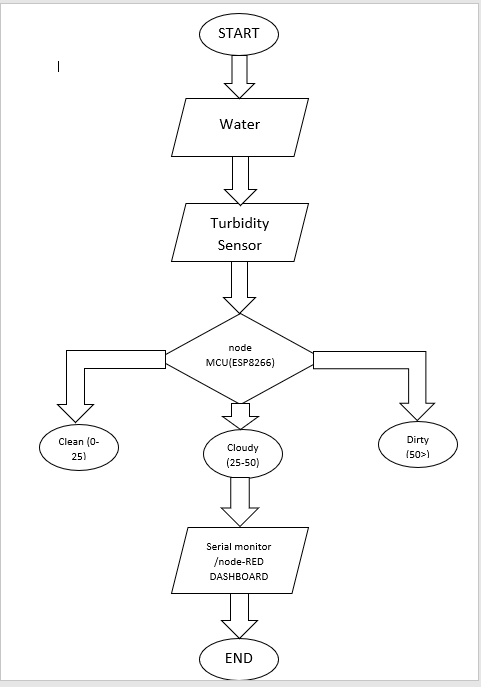 START
Water
Turbidity
Sensor
node
MCU(ESP8266)
Clean (0-
25)
Cloudy
(25-50)
Dirty
(50>)
Serial monitor
/node-RED
DASHBOARD
END